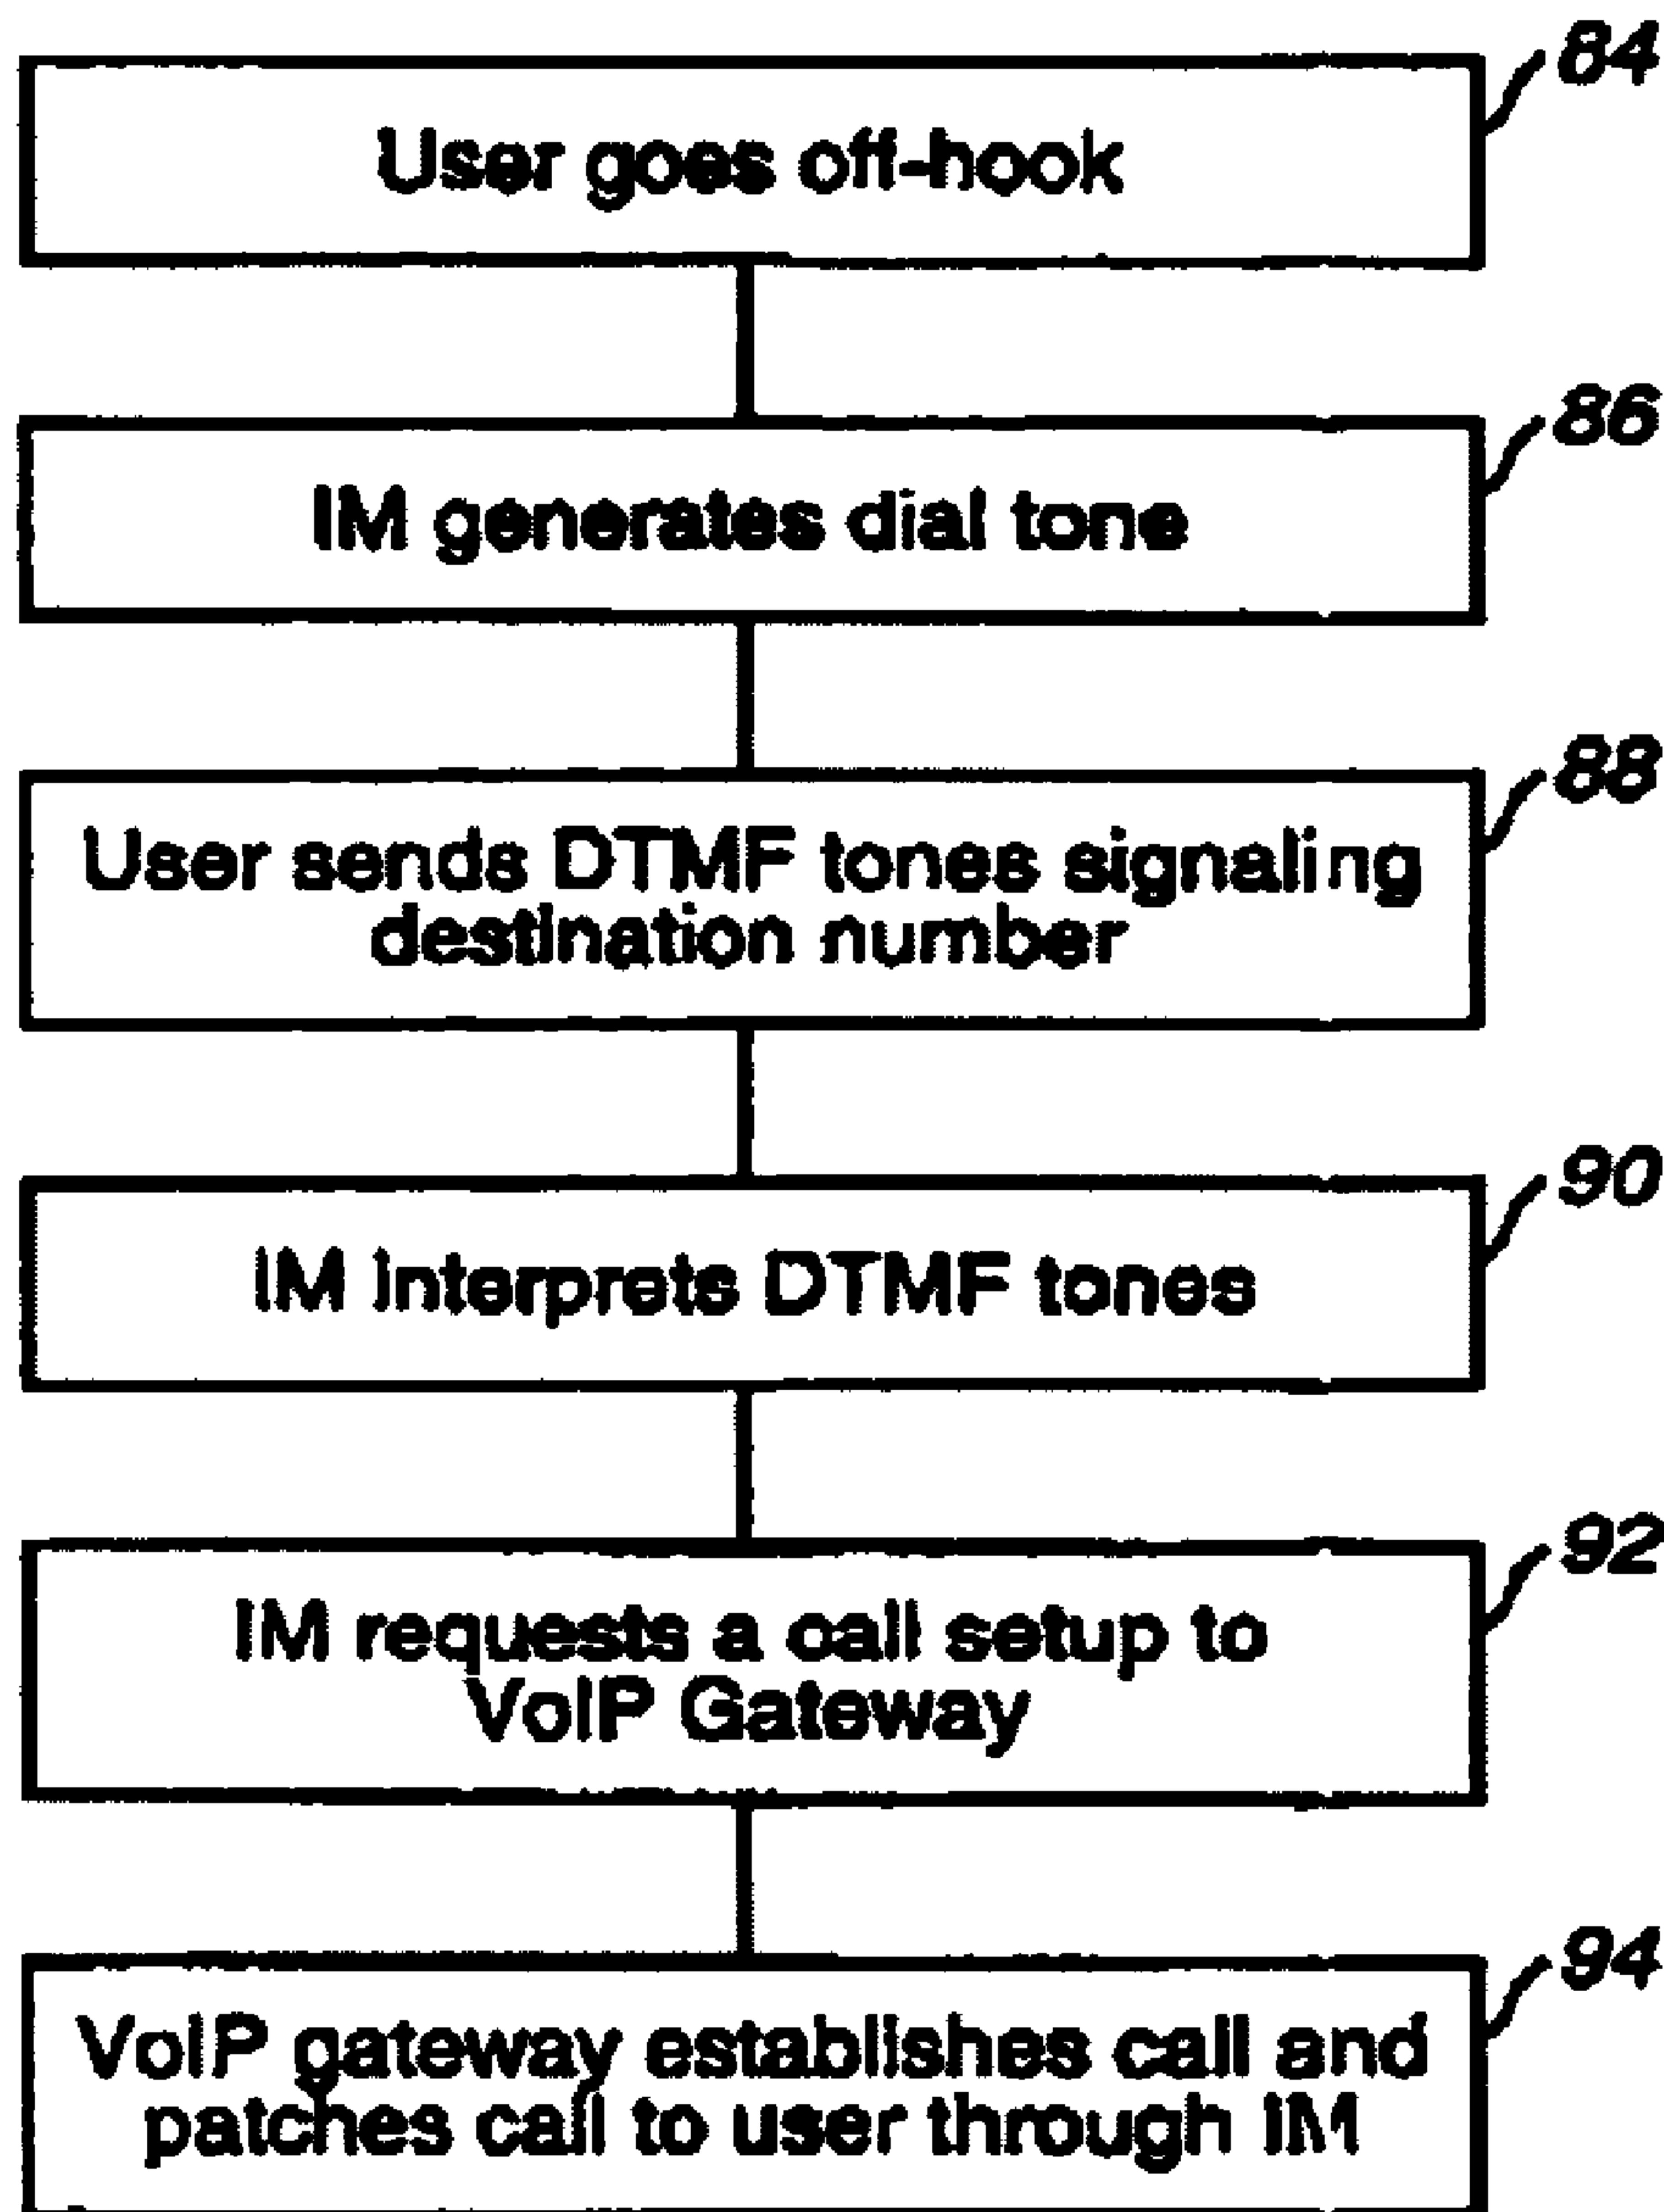 84
User goes off-hook
86
IM generates dial tone
88
User sends DTMF tones signaling
destination number
90
IM interprets DTMF tones
92
IM requests a call setup to
VoIP Gateway
94
VoIP gateway establishes call and
patches call to user through IM